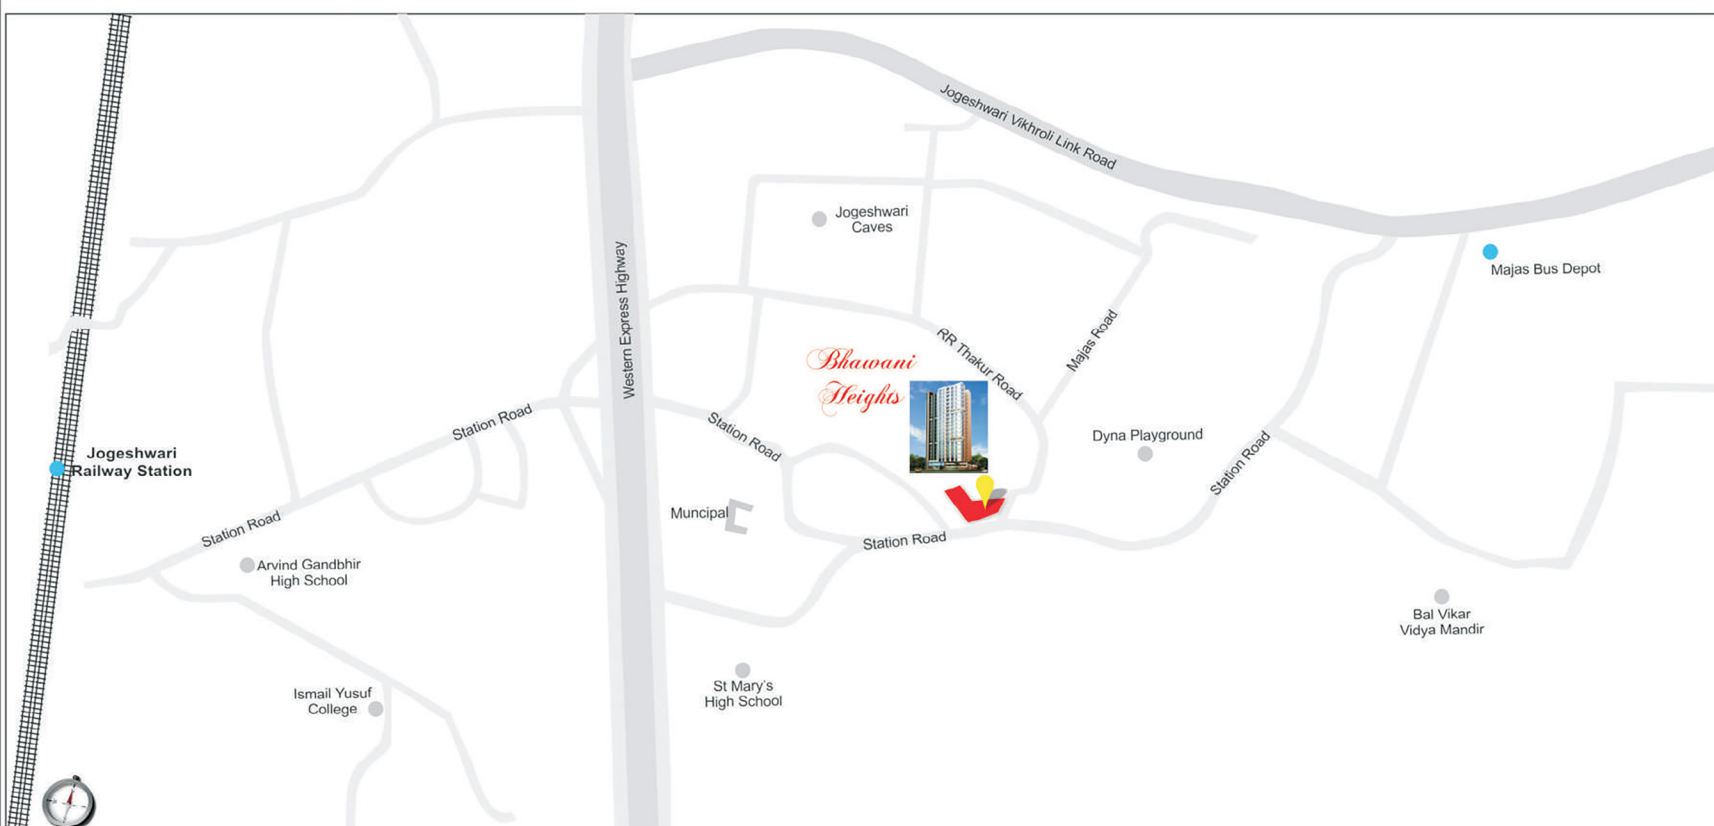 Jogeshwari Vikhroli Link Road
Jogeshwari
Caves
Western Express Highway
Majas Bus Depot
RR Thakur Road
Majas Road
Bhawani
Heights
Station Road
Station Road
Dyna Playground
Station Road
Jogeshwari
Railway Station
Muncipal
Station Road
Station Road
Arvind Gandbhir
High School
Bal Vikar
Vidya Mandir
St Mary's
High School
Ismail Yusuf
College